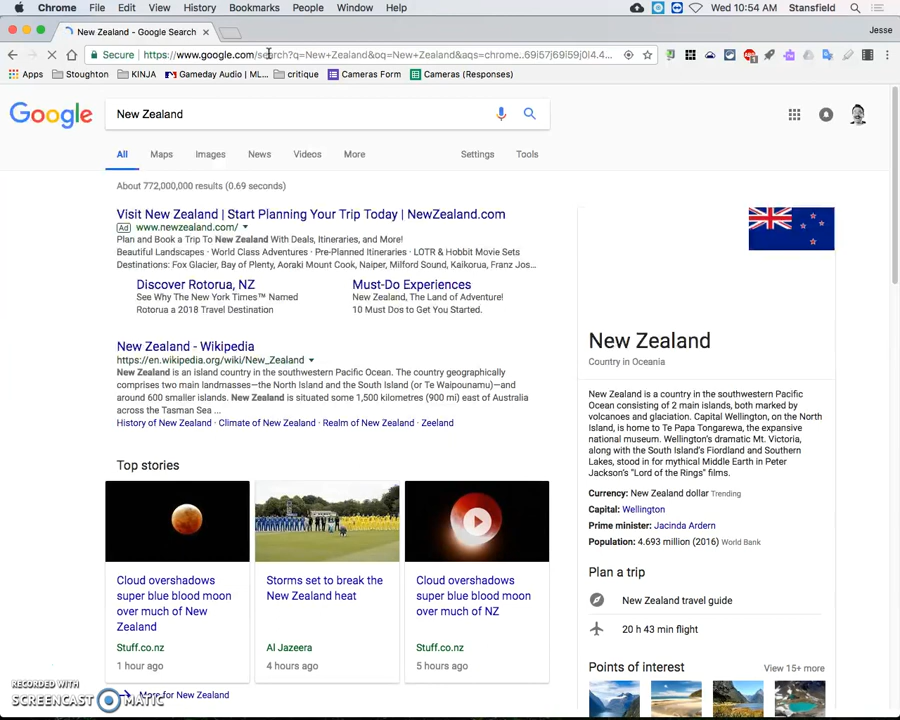 Chrome File Edit View History Bookmarks People Window Help Wed 10:54 AM Stansfield
New Zealand - Google Search Jesse
Secure https://www.google.com/search?q=New+Zealand&oq=New+Zealand&aqs=chrome..69i57j69i59j0l4.4...
Apps Stoughton KINJA Gameday Audio | ML... critique Cameras Form Cameras (Responses)
Google New Zealand
All Maps Images News Videos More Settings Tools
About 772,000,000 results (0.69 seconds)
Visit New Zealand | Start Planning Your Trip Today | NewZealand.com
Ad www.newzealand.com/
Plan and Book a Trip To New Zealand With Deals, Itineraries, and More!
Beautiful Landscapes · World Class Adventures · Pre-Planned Itineraries · LOTR & Hobbit Movie Sets
Destinations: Fox Glacier, Bay of Plenty, Aoraki Mount Cook, Naiper, Milford Sound, Kaikorua, Franz Jos...
Discover Rotorua, NZ
See Why The New York Times™ Named
Rotorua a 2018 Travel Destination
Must-Do Experiences
New Zealand, The Land of Adventure!
10 Must Dos to Get You Started.
New Zealand - Wikipedia
https://en.wikipedia.org/wiki/New_Zealand
New Zealand is an island country in the southwestern Pacific Ocean. The country geographically
comprises two main landmasses—the North Island and the South Island (or Te Waipounamu)—and
around 600 smaller islands. New Zealand is situated some 1,500 kilometres (900 mi) east of Australia
across the Tasman Sea ...
History of New Zealand · Climate of New Zealand · Realm of New Zealand · Zeeland
Top stories
Cloud overshadows
super blue blood moon
over much of New
Zealand
Stuff.co.nz
1 hour ago
Storms set to break the
New Zealand heat
Al Jazeera
4 hours ago
Cloud overshadows
super blue blood moon
over much of NZ
Stuff.co.nz
5 hours ago
More for New Zealand
New Zealand
Country in Oceania
New Zealand is a country in the southwestern Pacific
Ocean consisting of 2 main islands, both marked by
volcanoes and glaciation. Capital Wellington, on the North
Island, is home to Te Papa Tongarewa, the expansive
national museum. Wellington's dramatic Mt. Victoria,
along with the South Island's Fiordland and Southern
Lakes, stood in for mythical Middle Earth in Peter
Jackson's "Lord of the Rings" films.
Currency: New Zealand dollar Trending
Capital: Wellington
Prime minister: Jacinda Ardern
Population: 4.693 million (2016) World Bank
Plan a trip
New Zealand travel guide
20 h 43 min flight
Points of interest View 15+ more
RECORDED WITH
SCREENCAST MATIC